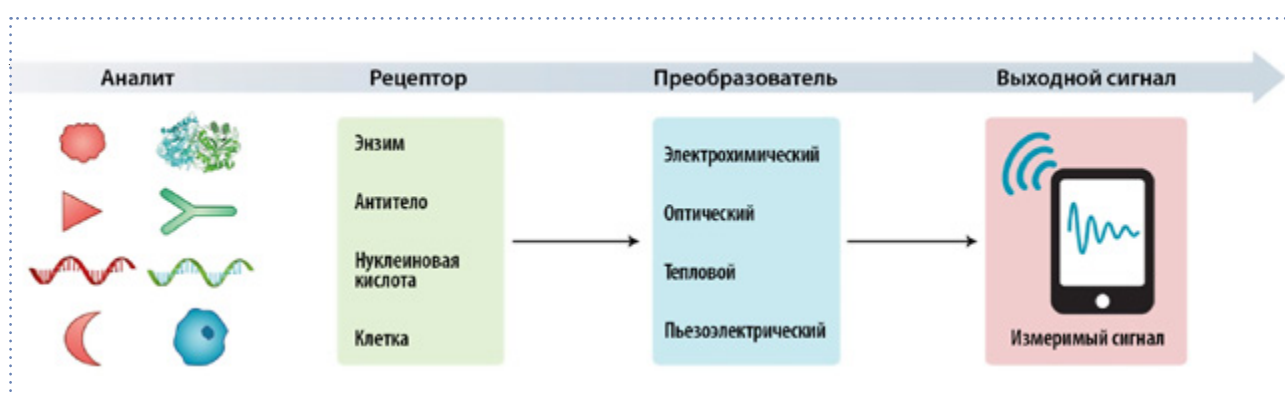 Аналит
Рецептор
Преобразователь
Выходной сигнал
Энзим
Антитело
Нуклеиновая
кислота
Клетка
Электрохимический
Оптический
Тепловой
Пьезоэлектрический
Измеримый сигнал